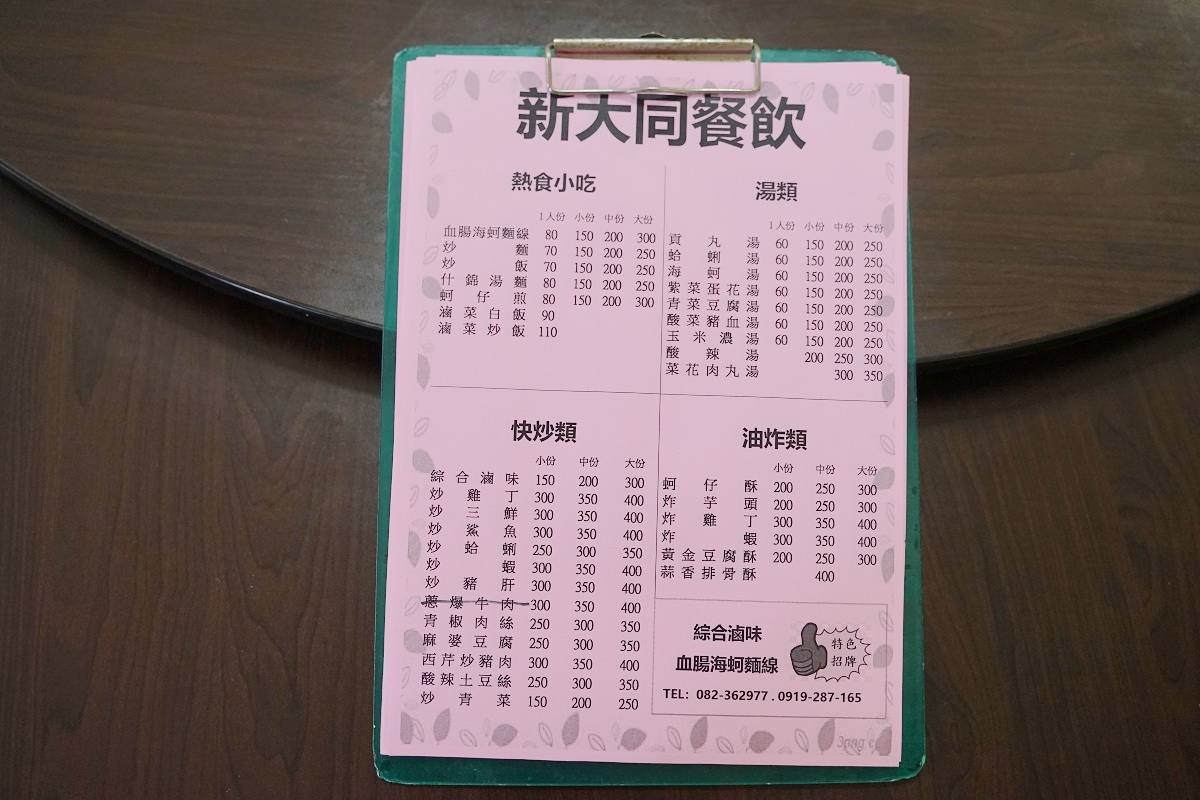 新大同餐飲
熱食小吃
1人份 小份 中份 大份
血腸海蚵麵線 80 150 200 300
炒麵 70 150 200 250
炒飯 70 150 200 250
什錦湯麵 80 150 200 250
蚵仔煎 80 150 200 300
滷菜白飯 90
滷菜炒飯 110
湯類
1人份 小份 中份 大份
貢丸湯 60 150 200 250
蛤蜊湯 60 150 200 250
海蚵湯 60 150 200 250
紫菜蛋花湯 60 150 200 250
青菜豆腐湯 60 150 200 250
酸菜豬血湯 60 150 200 250
玉米濃湯 60 150 200 250
酸辣湯 200 250 300
菜花肉丸湯 300 350
快炒類
小份 中份 大份
綜合滷味 150 200 300
炒雞丁 300 350 400
炒三鮮 300 350 400
炒鯊魚 300 350 400
炒蛤蜊 250 300 350
炒蝦 300 350 400
炒豬肝 300 350 400
蔥爆牛肉 300 350 400
青椒肉絲 250 300 350
麻婆豆腐 250 300 350
西芹炒豬肉 300 350 400
酸辣土豆絲 250 300 350
炒青菜 150 200 250
油炸類
小份 中份 大份
蚵仔酥 200 250 300
炸芋頭 200 250 300
炸雞丁 300 350 400
炸蝦 300 350 400
黃金豆腐酥 200 250 300
蒜香排骨酥 400
綜合滷味
血腸海蚵麵線
特色
招牌
TEL: 082-362977 . 0919-287-165